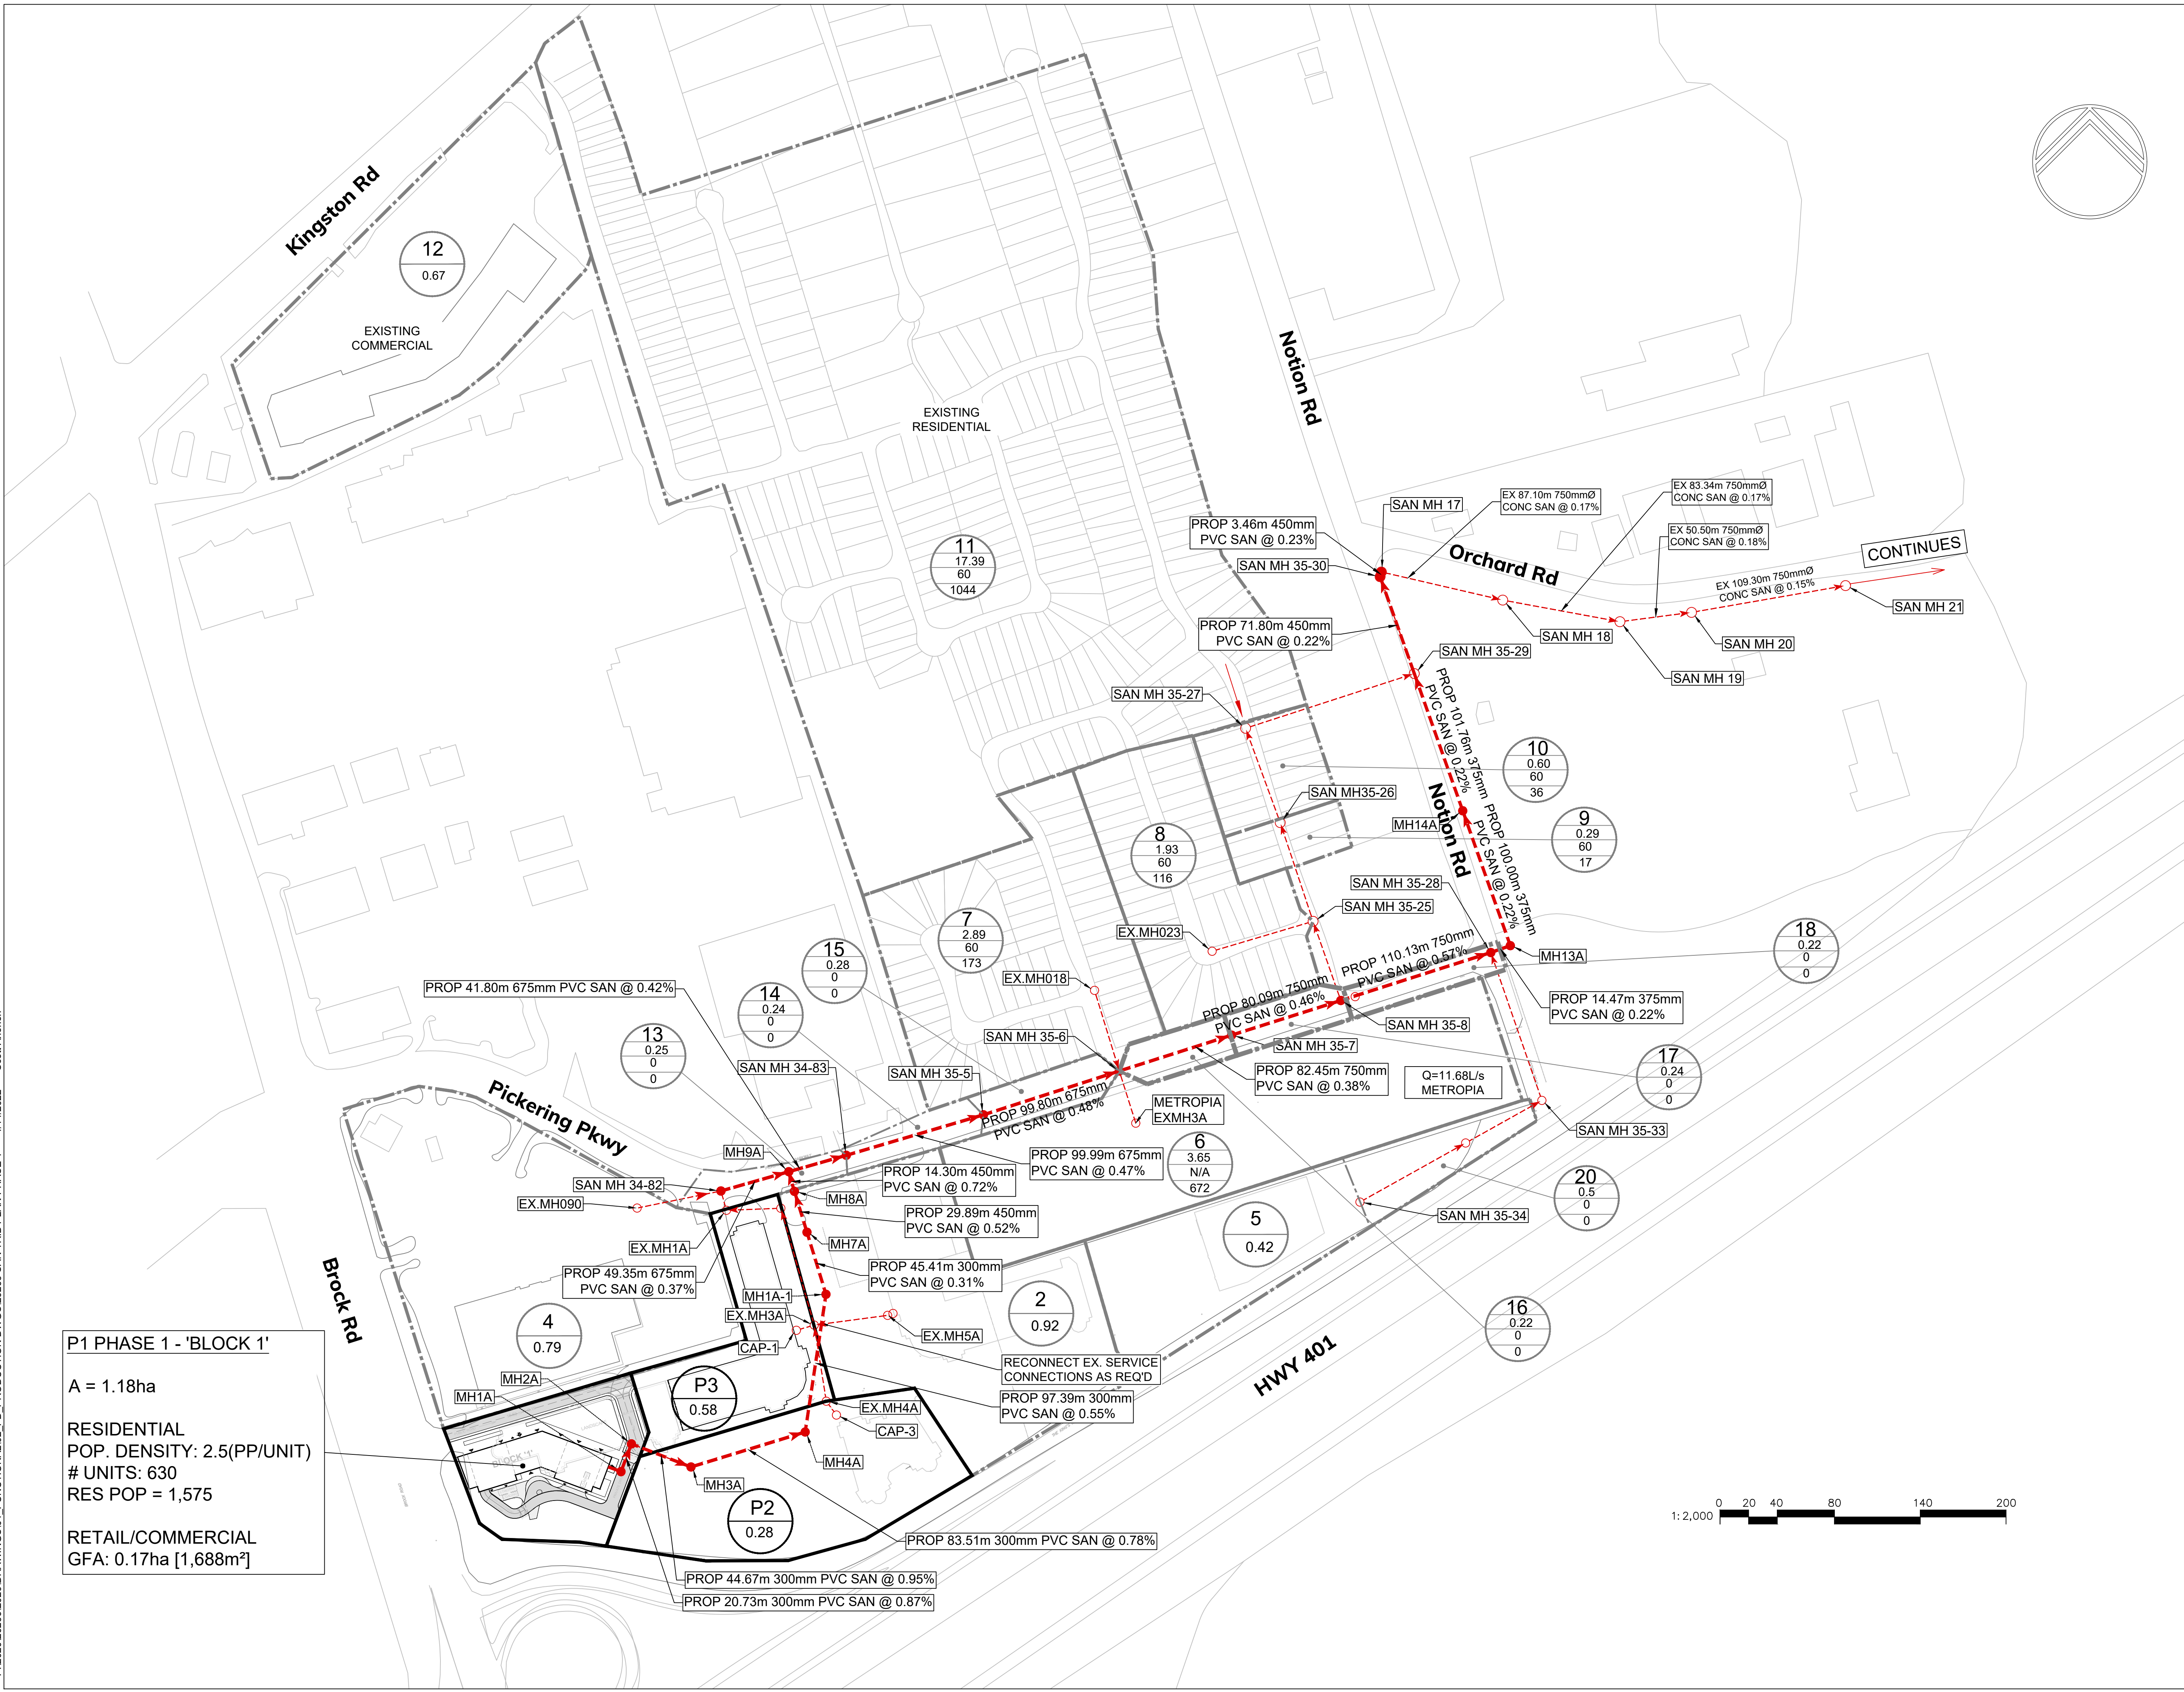 Kingston Rd
12
0.67
EXISTING
COMMERCIAL
EXISTING
RESIDENTIAL
11
17.39
60
1044
Notion Rd
SAN MH 17
EX 87.10m 750mmØ
CONC SAN @ 0.17%
EX 83.34m 750mmØ
CONC SAN @ 0.17%
EX 50.50m 750mmØ
CONC SAN @ 0.18%
PROP 3.46m 450mm
PVC SAN @ 0.23%
SAN MH 35-30
Orchard Rd
CONTINUES
EX 109.30m 750mmØ
CONC SAN @ 0.15%
SAN MH 21
SAN MH 18
SAN MH 20
SAN MH 19
PROP 71.80m 450mm
PVC SAN @ 0.22%
SAN MH 35-29
SAN MH 35-27
PROP 101.76m 375mm
PVC SAN @ 0.22%
10
0.60
60
36
SAN MH35-26
MH14A
Notion Rd
PROP 100.00m 375mm
PVC SAN @ 0.22%
9
0.29
60
17
8
1.93
60
116
SAN MH 35-28
SAN MH 35-25
EX.MH023
7
2.89
60
173
18
0.22
0
0
MH13A
PROP 110.13m 750mm
PVC SAN @ 0.57%
15
0.28
0
0
EX.MH018
PROP 41.80m 675mm PVC SAN @ 0.42%
14
0.24
0
0
PROP 80.09m 750mm
PVC SAN @ 0.46%
PROP 14.47m 375mm
PVC SAN @ 0.22%
SAN MH 35-8
13
0.25
0
0
SAN MH 35-6
SAN MH 35-7
SAN MH 34-83
SAN MH 35-5
PROP 82.45m 750mm
PVC SAN @ 0.38%
Q=11.68L/s
METROPIA
17
0.24
0
0
Pickering Pkwy
PROP 99.80m 675mm
PVC SAN @ 0.48%
METROPIA
EXMH3A
SAN MH 35-33
6
3.65
N/A
672
MH9A
PROP 14.30m 450mm
PVC SAN @ 0.72%
PROP 99.99m 675mm
PVC SAN @ 0.47%
SAN MH 34-82
EX.MH090
MH8A
20
0.5
0
0
SAN MH 35-34
PROP 29.89m 450mm
PVC SAN @ 0.52%
5
0.42
EX.MH1A
MH7A
PROP 49.35m 675mm
PVC SAN @ 0.37%
PROP 45.41m 300mm
PVC SAN @ 0.31%
MH1A-1
EX.MH3A
2
0.92
16
0.22
0
0
Brock Rd
4
0.79
CAP-1
EX.MH5A
RECONNECT EX. SERVICE
CONNECTIONS AS REQ'D
HWY 401
P1 PHASE 1 - 'BLOCK 1'
A = 1.18ha
RESIDENTIAL
POP. DENSITY: 2.5(PP/UNIT)
# UNITS: 630
RES POP = 1,575
RETAIL/COMMERCIAL
GFA: 0.17ha [1,688m²]
MH2A
MH1A
P3
0.58
PROP 97.39m 300mm
PVC SAN @ 0.55%
EX.MH4A
CAP-3
BLOCK '1'
MH4A
MH3A
P2
0.28
PROP 83.51m 300mm PVC SAN @ 0.78%
PROP 44.67m 300mm PVC SAN @ 0.95%
PROP 20.73m 300mm PVC SAN @ 0.87%
1: 2,000
0 20 40 80 140 200